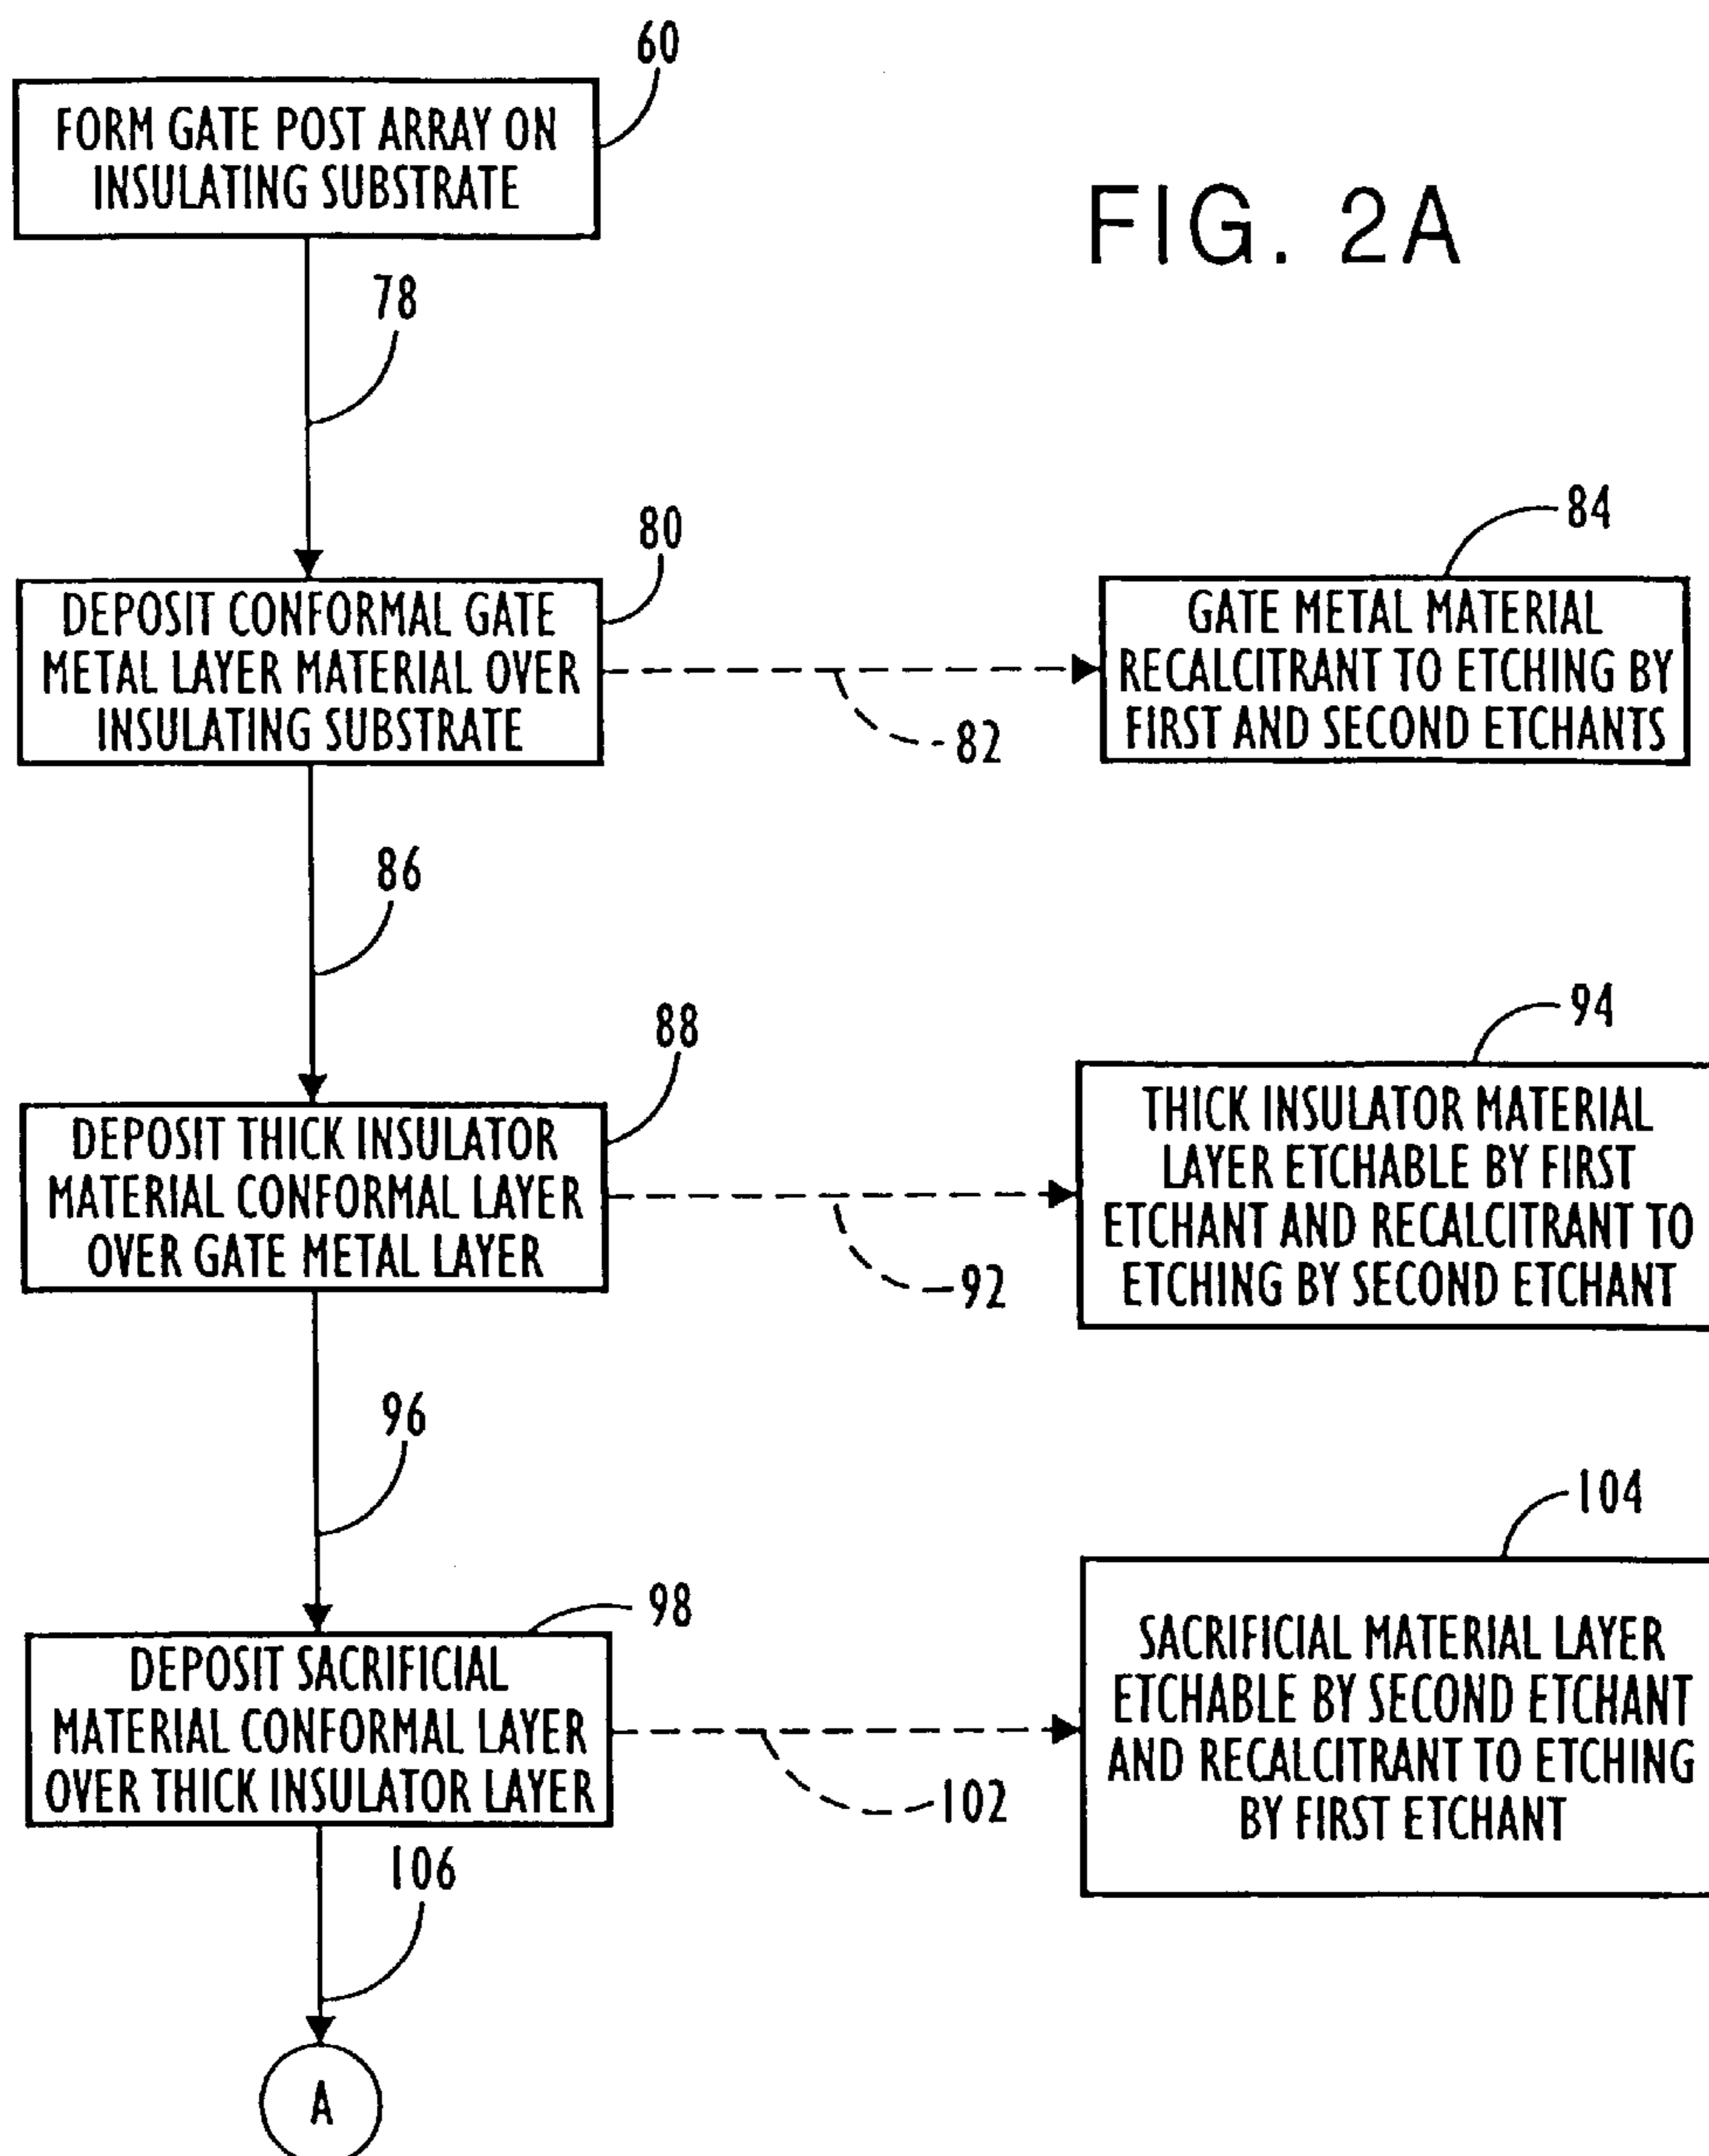 60
FORM GATE POST ARRAY ON
INSULATING SUBSTRATE
FIG. 2A
78
80
DEPOSIT CONFORMAL GATE
METAL LAYER MATERIAL OVER
INSULATING SUBSTRATE
82
84
GATE METAL MATERIAL
RECALCITRANT TO ETCHING BY
FIRST AND SECOND ETCHANTS
86
88
DEPOSIT THICK INSULATOR
MATERIAL CONFORMAL LAYER
OVER GATE METAL LAYER
92
94
THICK INSULATOR MATERIAL
LAYER ETCHABLE BY FIRST
ETCHANT AND RECALCITRANT TO
ETCHING BY SECOND ETCHANT
96
98
DEPOSIT SACRIFICIAL
MATERIAL CONFORMAL LAYER
OVER THICK INSULATOR LAYER
102
104
SACRIFICIAL MATERIAL LAYER
ETCHABLE BY SECOND ETCHANT
AND RECALCITRANT TO ETCHING
BY FIRST ETCHANT
106
A